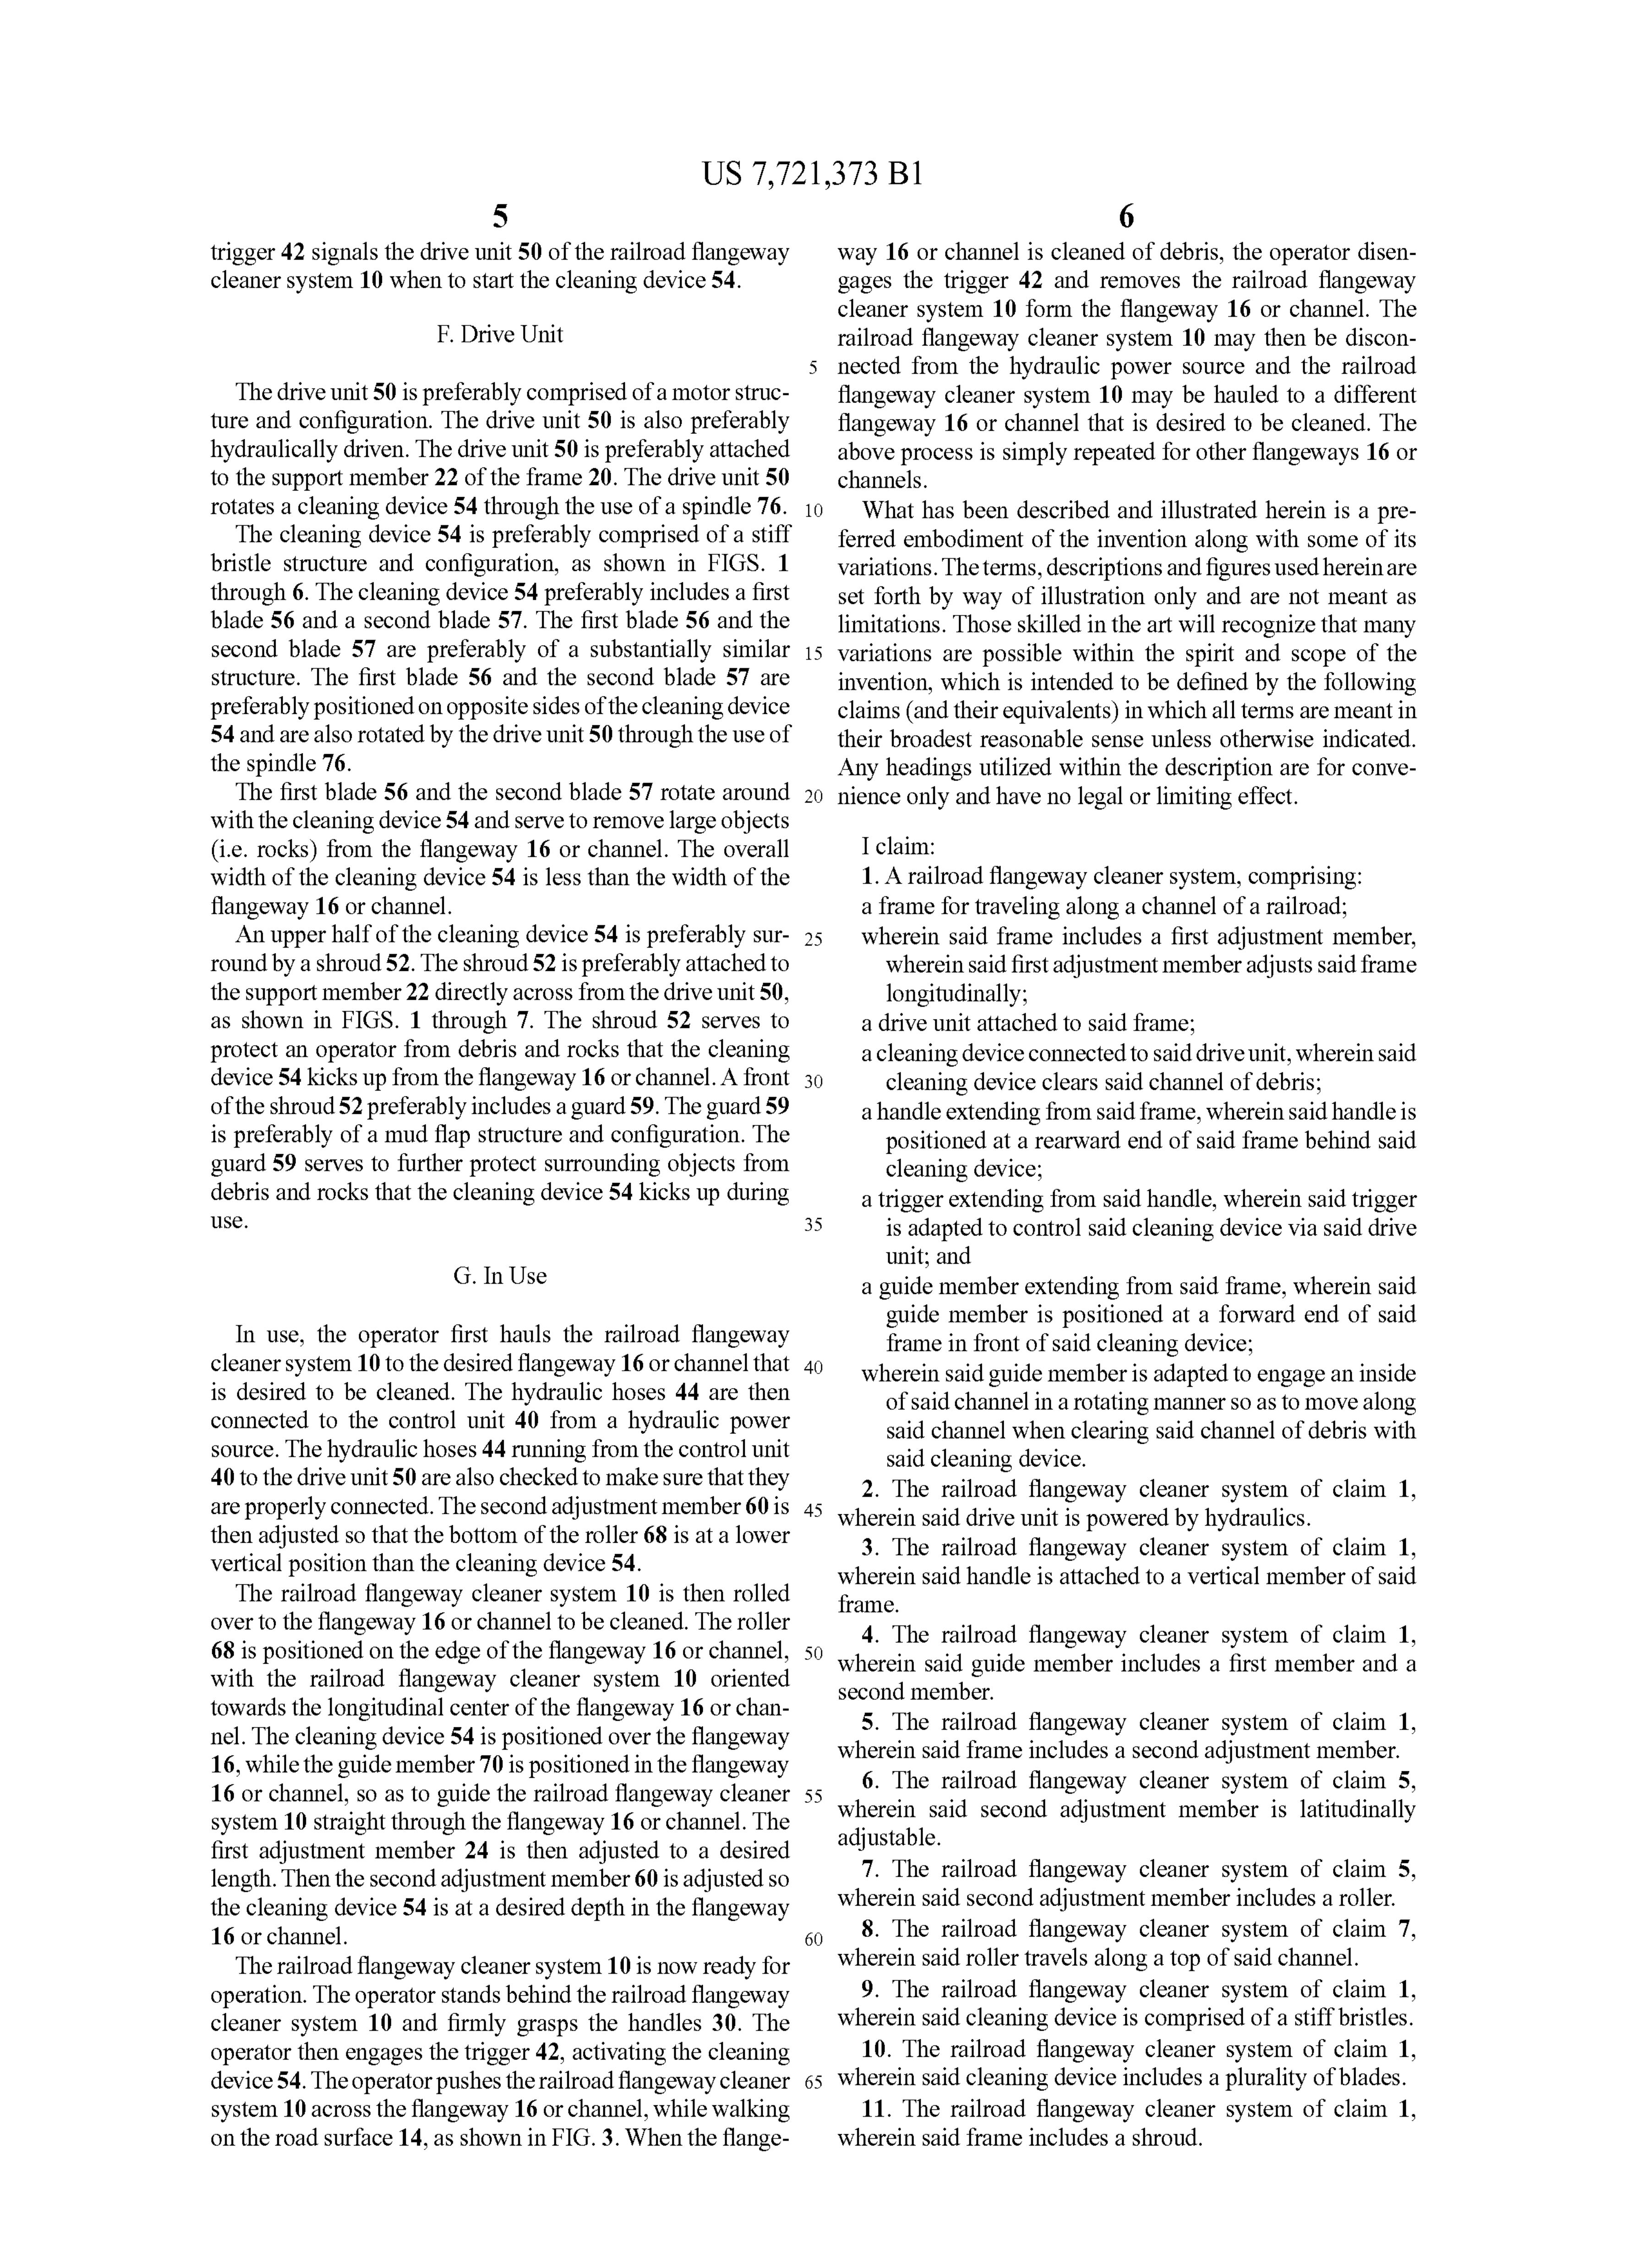 US 7,721,373 B1
5
trigger 42 signals the drive unit 50 of the railroad flangeway
cleaner system 10 when to start the cleaning device 54.
F. Drive Unit
The drive unit 50 is preferably comprised of a motor struc-
ture and configuration. The drive unit 50 is also preferably
hydraulically driven. The drive unit 50 is preferably attached
to the support member 22 of the frame 20. The drive unit 50
rotates a cleaning device 54 through the use of a spindle 76.
The cleaning device 54 is preferably comprised of a stiff
bristle structure and configuration, as shown in FIGS. 1
through 6. The cleaning device 54 preferably includes a first
blade 56 and a second blade 57. The first blade 56 and the
second blade 57 are preferably of a substantially similar
structure. The first blade 56 and the second blade 57 are
preferably positioned on opposite sides of the cleaning device
54 and are also rotated by the drive unit 50 through the use of
the spindle 76.
The first blade 56 and the second blade 57 rotate around
with the cleaning device 54 and serve to remove large objects
(i.e. rocks) from the flangeway 16 or channel. The overall
width of the cleaning device 54 is less than the width of the
flangeway 16 or channel.
An upper half of the cleaning device 54 is preferably sur-
round by a shroud 52. The shroud 52 is preferably attached to
the support member 22 directly across from the drive unit 50,
as shown in FIGS. 1 through 7. The shroud 52 serves to
protect an operator from debris and rocks that the cleaning
device 54 kicks up from the flangeway 16 or channel. A front
of the shroud 52 preferably includes a guard 59. The guard 59
is preferably of a mud flap structure and configuration. The
guard 59 serves to further protect surrounding objects from
debris and rocks that the cleaning device 54 kicks up during
use.
G. In Use
In use, the operator first hauls the railroad flangeway
cleaner system 10 to the desired flangeway 16 or channel that
is desired to be cleaned. The hydraulic hoses 44 are then
connected to the control unit 40 from a hydraulic power
source. The hydraulic hoses 44 running from the control unit
40 to the drive unit 50 are also checked to make sure that they
are properly connected. The second adjustment member 60 is
then adjusted so that the bottom of the roller 68 is at a lower
vertical position than the cleaning device 54.
The railroad flangeway cleaner system 10 is then rolled
over to the flangeway 16 or channel to be cleaned. The roller
68 is positioned on the edge of the flangeway 16 or channel,
with the railroad flangeway cleaner system 10 oriented
towards the longitudinal center of the flangeway 16 or chan-
nel. The cleaning device 54 is positioned over the flangeway
16, while the guide member 70 is positioned in the flangeway
16 or channel, so as to guide the railroad flangeway cleaner
system 10 straight through the flangeway 16 or channel. The
first adjustment member 24 is then adjusted to a desired
length. Then the second adjustment member 60 is adjusted so
the cleaning device 54 is at a desired depth in the flangeway
16 or channel.
The railroad flangeway cleaner system 10 is now ready for
operation. The operator stands behind the railroad flangeway
cleaner system 10 and firmly grasps the handles 30. The
operator then engages the trigger 42, activating the cleaning
device 54. The operator pushes the railroad flangeway cleaner
system 10 across the flangeway 16 or channel, while walking
on the road surface 14, as shown in FIG. 3. When the flange-
5
10
15
20
25
30
35
40
45
50
55
60
65
6
way 16 or channel is cleaned of debris, the operator disen-
gages the trigger 42 and removes the railroad flangeway
cleaner system 10 form the flangeway 16 or channel. The
railroad flangeway cleaner system 10 may then be discon-
nected from the hydraulic power source and the railroad
flangeway cleaner system 10 may be hauled to a different
flangeway 16 or channel that is desired to be cleaned. The
above process is simply repeated for other flangeways 16 or
channels.
What has been described and illustrated herein is a pre-
ferred embodiment of the invention along with some of its
variations. The terms, descriptions and figures used herein are
set forth by way of illustration only and are not meant as
limitations. Those skilled in the art will recognize that many
variations are possible within the spirit and scope of the
invention, which is intended to be defined by the following
claims (and their equivalents) in which all terms are meant in
their broadest reasonable sense unless otherwise indicated.
Any headings utilized within the description are for conve-
nience only and have no legal or limiting effect.
I claim:
1. A railroad flangeway cleaner system, comprising:
a frame for traveling along a channel of a railroad;
wherein said frame includes a first adjustment member,
wherein said first adjustment member adjusts said frame
longitudinally;
a drive unit attached to said frame;
a cleaning device connected to said drive unit, wherein said
cleaning device clears said channel of debris;
a handle extending from said frame, wherein said handle is
positioned at a rearward end of said frame behind said
cleaning device;
a trigger extending from said handle, wherein said trigger
is adapted to control said cleaning device via said drive
unit; and
a guide member extending from said frame, wherein said
guide member is positioned at a forward end of said
frame in front of said cleaning device;
wherein said guide member is adapted to engage an inside
of said channel in a rotating manner so as to move along
said channel when clearing said channel of debris with
said cleaning device.
2. The railroad flangeway cleaner system of claim 1,
wherein said drive unit is powered by hydraulics.
3. The railroad flangeway cleaner system of claim 1,
wherein said handle is attached to a vertical member of said
frame.
4. The railroad flangeway cleaner system of claim 1,
wherein said guide member includes a first member and a
second member.
5. The railroad flangeway cleaner system of claim 1,
wherein said frame includes a second adjustment member.
6. The railroad flangeway cleaner system of claim 5,
wherein said second adjustment member is latitudinally
adjustable.
7. The railroad flangeway cleaner system of claim 5,
wherein said second adjustment member includes a roller.
8. The railroad flangeway cleaner system of claim 7,
wherein said roller travels along a top of said channel.
9. The railroad flangeway cleaner system of claim 1,
wherein said cleaning device is comprised of a stiff bristles.
10. The railroad flangeway cleaner system of claim 1,
wherein said cleaning device includes a plurality of blades.
11. The railroad flangeway cleaner system of claim 1,
wherein said frame includes a shroud.